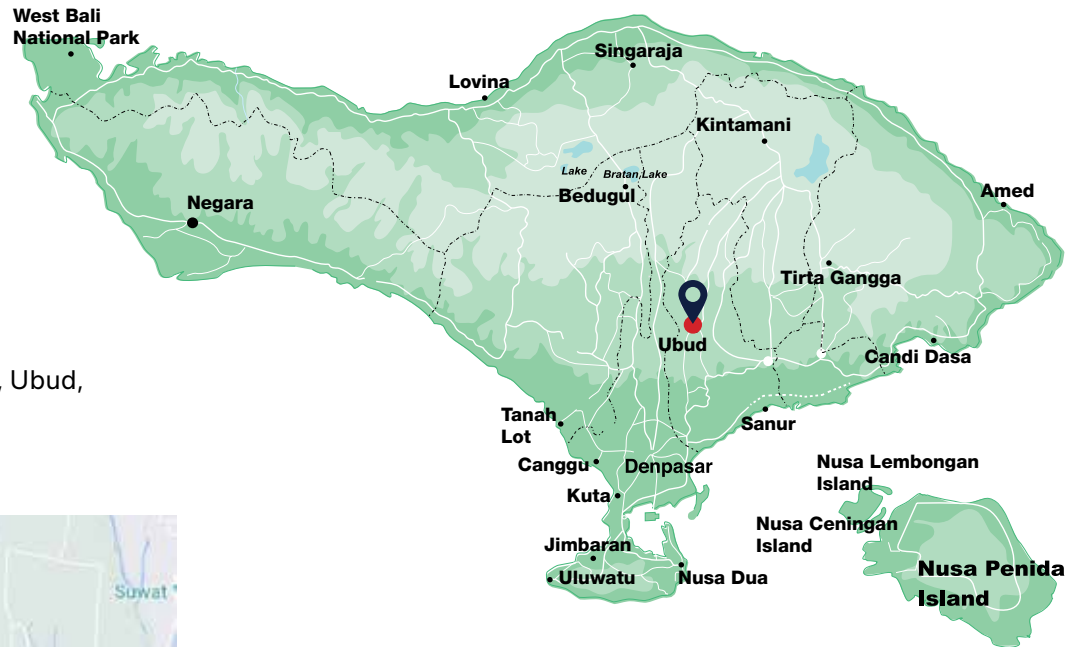 West Bali
National Park
Singaraja
Lovina
Kintamani
Lake
Bratan Lake
Bedugul
Amed
Negara
Tirta Gangga
Ubud
Candi Dasa
, Ubud,
Tanah
Lot
Sanur
Canggu
Denpasar
Nusa Lembongan
Island
Kuta
Nusa Ceningan
Island
Jimbaran
Uluwatu
Nusa Dua
Nusa Penida
Island
Suwat